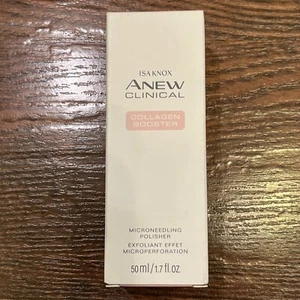 ISA KNOX
ANEW
CLINICAL
COLLAGEN
BOOSTER
MICRONEEDLING
POLISHER
EXFOLIANT EFFET
MICROPERFORATION
50 ml/1.7 fl.oz.